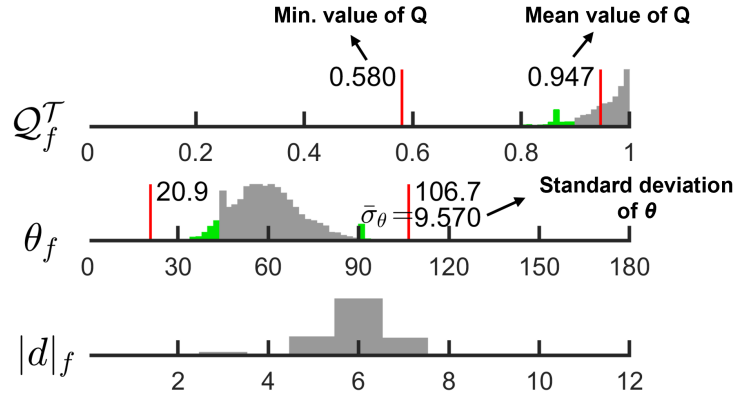 Min. value of Q Mean value of Q
0.580 0.947
𝒬_f^𝒯
0 0.2 0.4 0.6 0.8 1
20.9 106.7 Standard deviation
σ̄_θ=9.570 of θ
θ_f
0 30 60 90 120 150 180
|d|_f
2 4 6 8 10 12